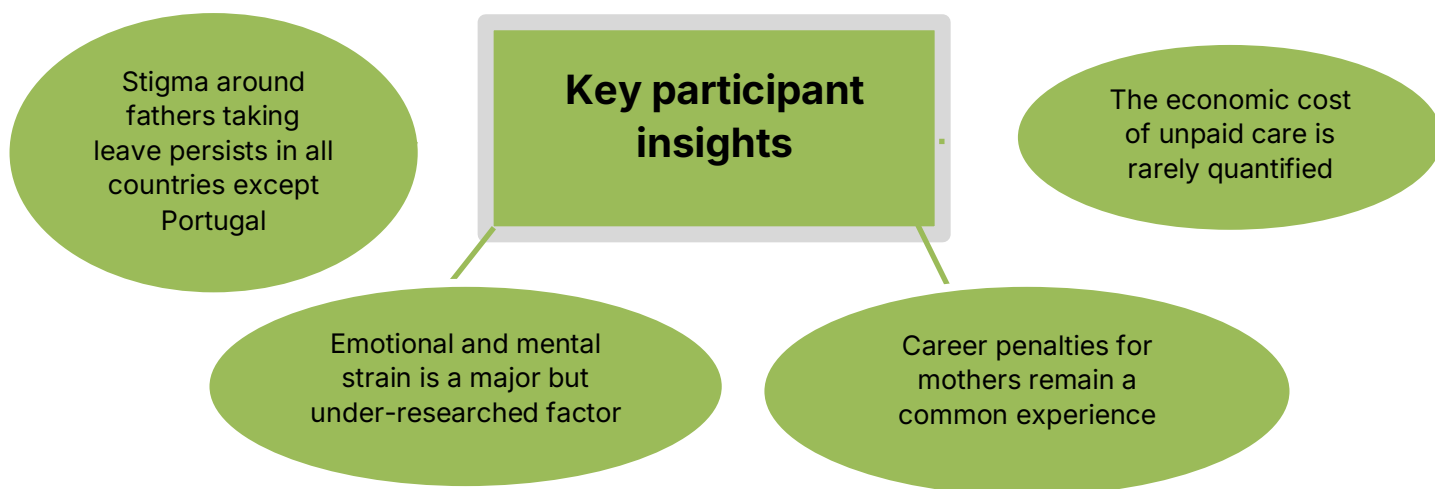 Key participant
insights
Stigma around
fathers taking
leave persists in all
countries except
Portugal
The economic cost
of unpaid care is
rarely quantified
Emotional and mental
strain is a major but
under-researched factor
Career penalties for
mothers remain a
common experience